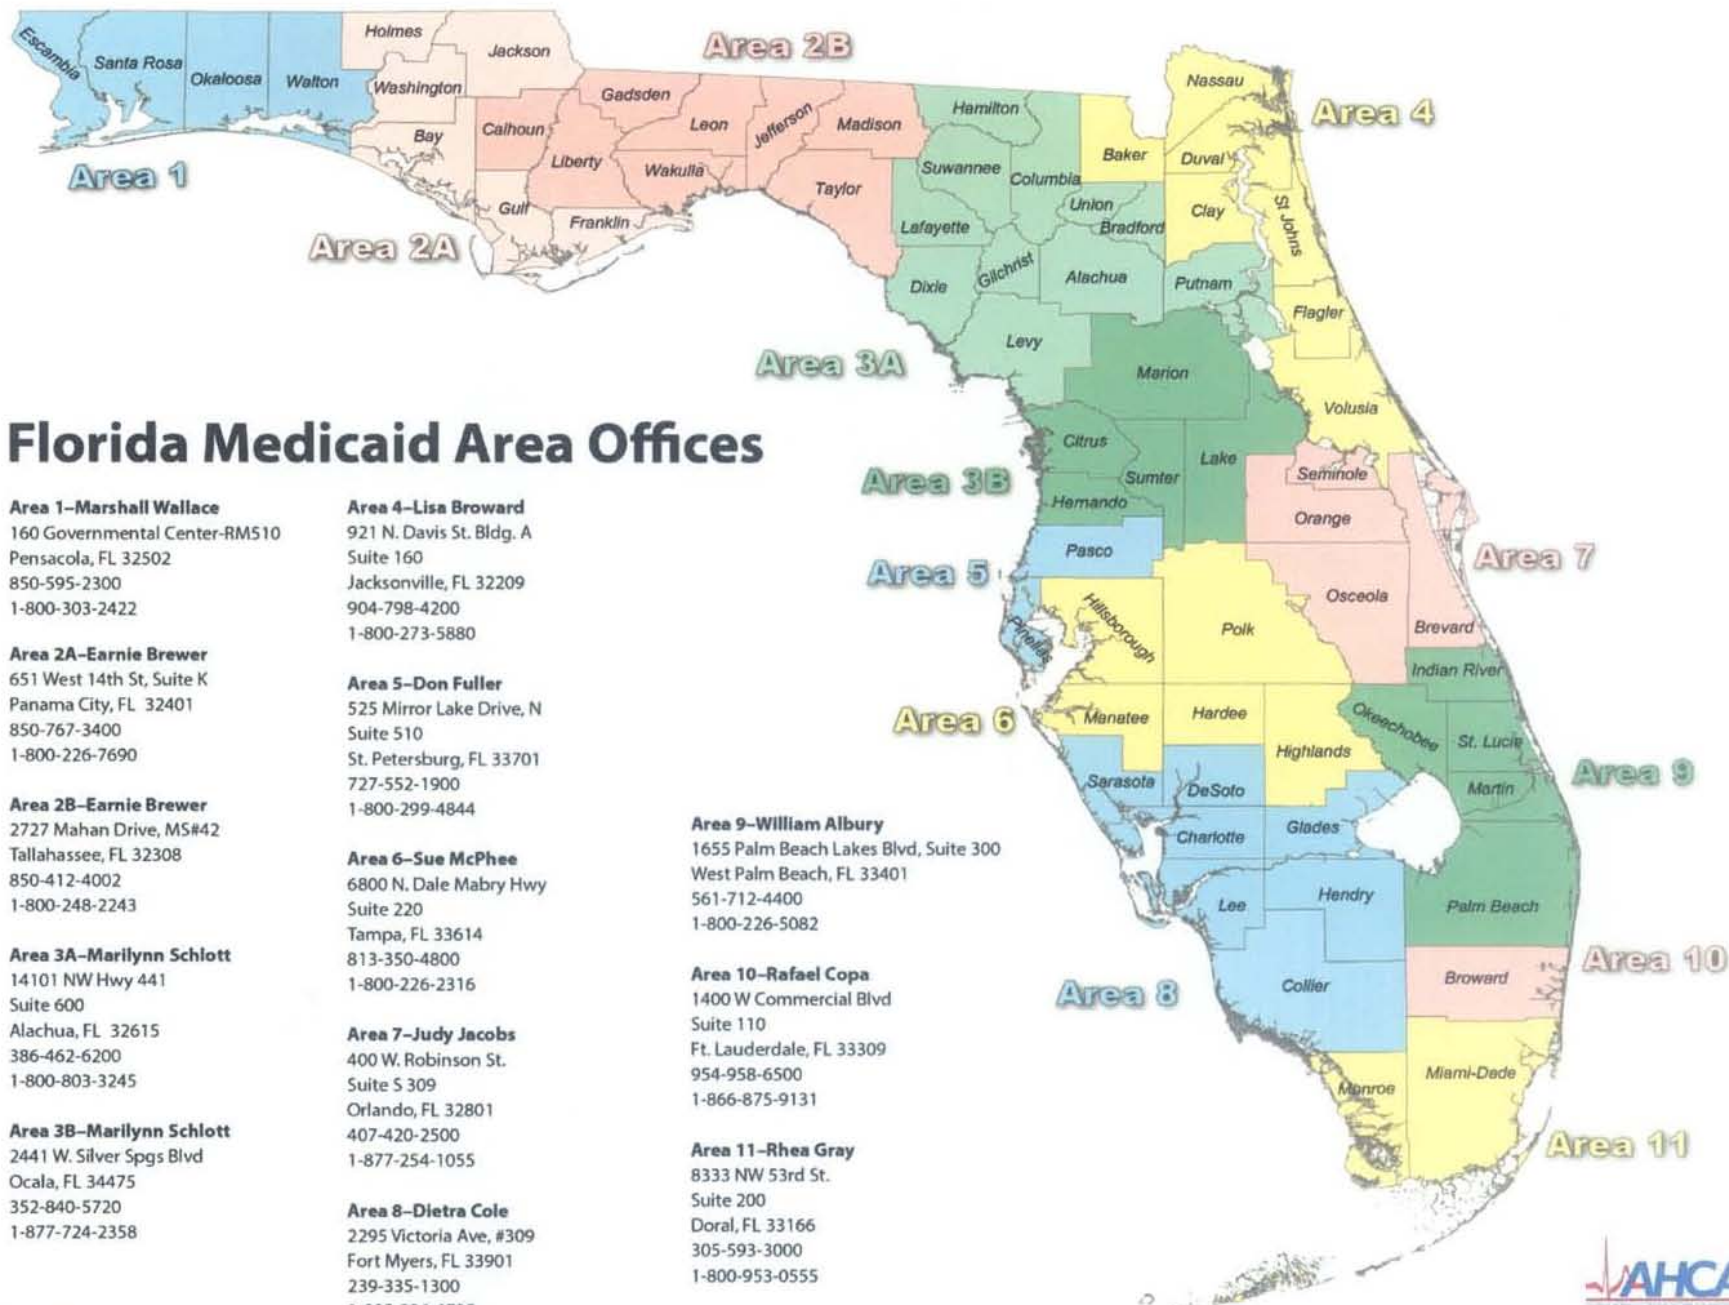 Escambia
Santa Rosa
Okaloosa
Walton
Holmes
Jackson
Washington
Bay
Calhoun
Gulf
Franklin
Liberty
Gadsden
Leon
Wakulla
Jefferson
Madison
Taylor
Area 1
Area 2A
Area 2B
Hamilton
Suwannee
Columbia
Lafayette
Union
Bradford
Dixie
Gilchrist
Alachua
Putnam
Levy
Area 3A
Nassau
Baker
Duval
Clay
St Johns
Flagler
Volusia
Area 4
Marion
Citrus
Sumter
Lake
Hernando
Area 3B
Pasco
Pinellas
Area 5
Seminole
Orange
Osceola
Brevard
Area 7
Hillsborough
Polk
Manatee
Hardee
Highlands
Area 6
Indian River
Okeechobee
St. Lucie
Martin
Palm Beach
Area 9
Sarasota
DeSoto
Charlotte
Glades
Lee
Hendry
Collier
Area 8
Broward
Area 10
Monroe
Miami-Dade
Area 11
Florida Medicaid Area Offices
Area 1–Marshall Wallace
160 Governmental Center-RM510
Pensacola, FL 32502
850-595-2300
1-800-303-2422
Area 2A–Earnie Brewer
651 West 14th St, Suite K
Panama City, FL 32401
850-767-3400
1-800-226-7690
Area 2B–Earnie Brewer
2727 Mahan Drive, MS#42
Tallahassee, FL 32308
850-412-4002
1-800-248-2243
Area 3A–Marilynn Schlott
14101 NW Hwy 441
Suite 600
Alachua, FL 32615
386-462-6200
1-800-803-3245
Area 3B–Marilynn Schlott
2441 W. Silver Spgs Blvd
Ocala, FL 34475
352-840-5720
1-877-724-2358
Area 4–Lisa Broward
921 N. Davis St. Bldg. A
Suite 160
Jacksonville, FL 32209
904-798-4200
1-800-273-5880
Area 5–Don Fuller
525 Mirror Lake Drive, N
Suite 510
St. Petersburg, FL 33701
727-552-1900
1-800-299-4844
Area 6–Sue McPhee
6800 N. Dale Mabry Hwy
Suite 220
Tampa, FL 33614
813-350-4800
1-800-226-2316
Area 7–Judy Jacobs
400 W. Robinson St.
Suite S 309
Orlando, FL 32801
407-420-2500
1-877-254-1055
Area 8–Dietra Cole
2295 Victoria Ave, #309
Fort Myers, FL 33901
239-335-1300
Area 9–William Albury
1655 Palm Beach Lakes Blvd, Suite 300
West Palm Beach, FL 33401
561-712-4400
1-800-226-5082
Area 10–Rafael Copa
1400 W Commercial Blvd
Suite 110
Ft. Lauderdale, FL 33309
954-958-6500
1-866-875-9131
Area 11–Rhea Gray
8333 NW 53rd St.
Suite 200
Doral, FL 33166
305-593-3000
1-800-953-0555
AHCA